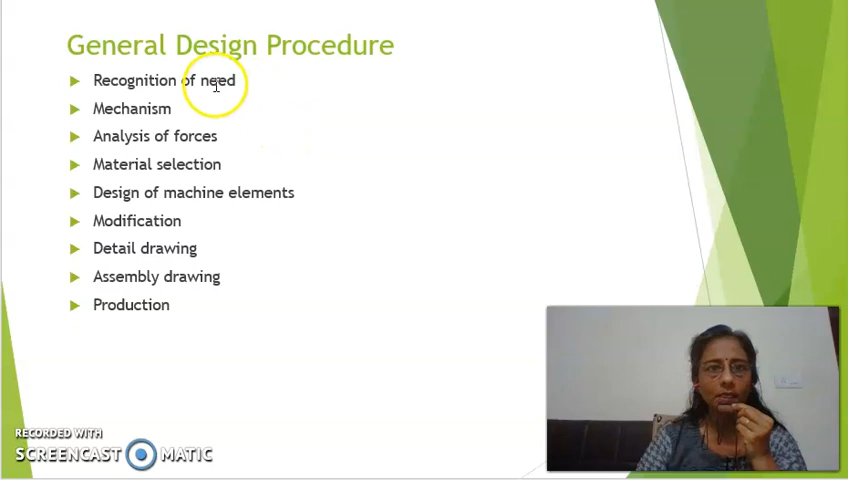 General Design Procedure
Recognition of need
Mechanism
Analysis of forces
Material selection
Design of machine elements
Modification
Detail drawing
Assembly drawing
Production
RECORDED WITH
SCREENCAST MATIC